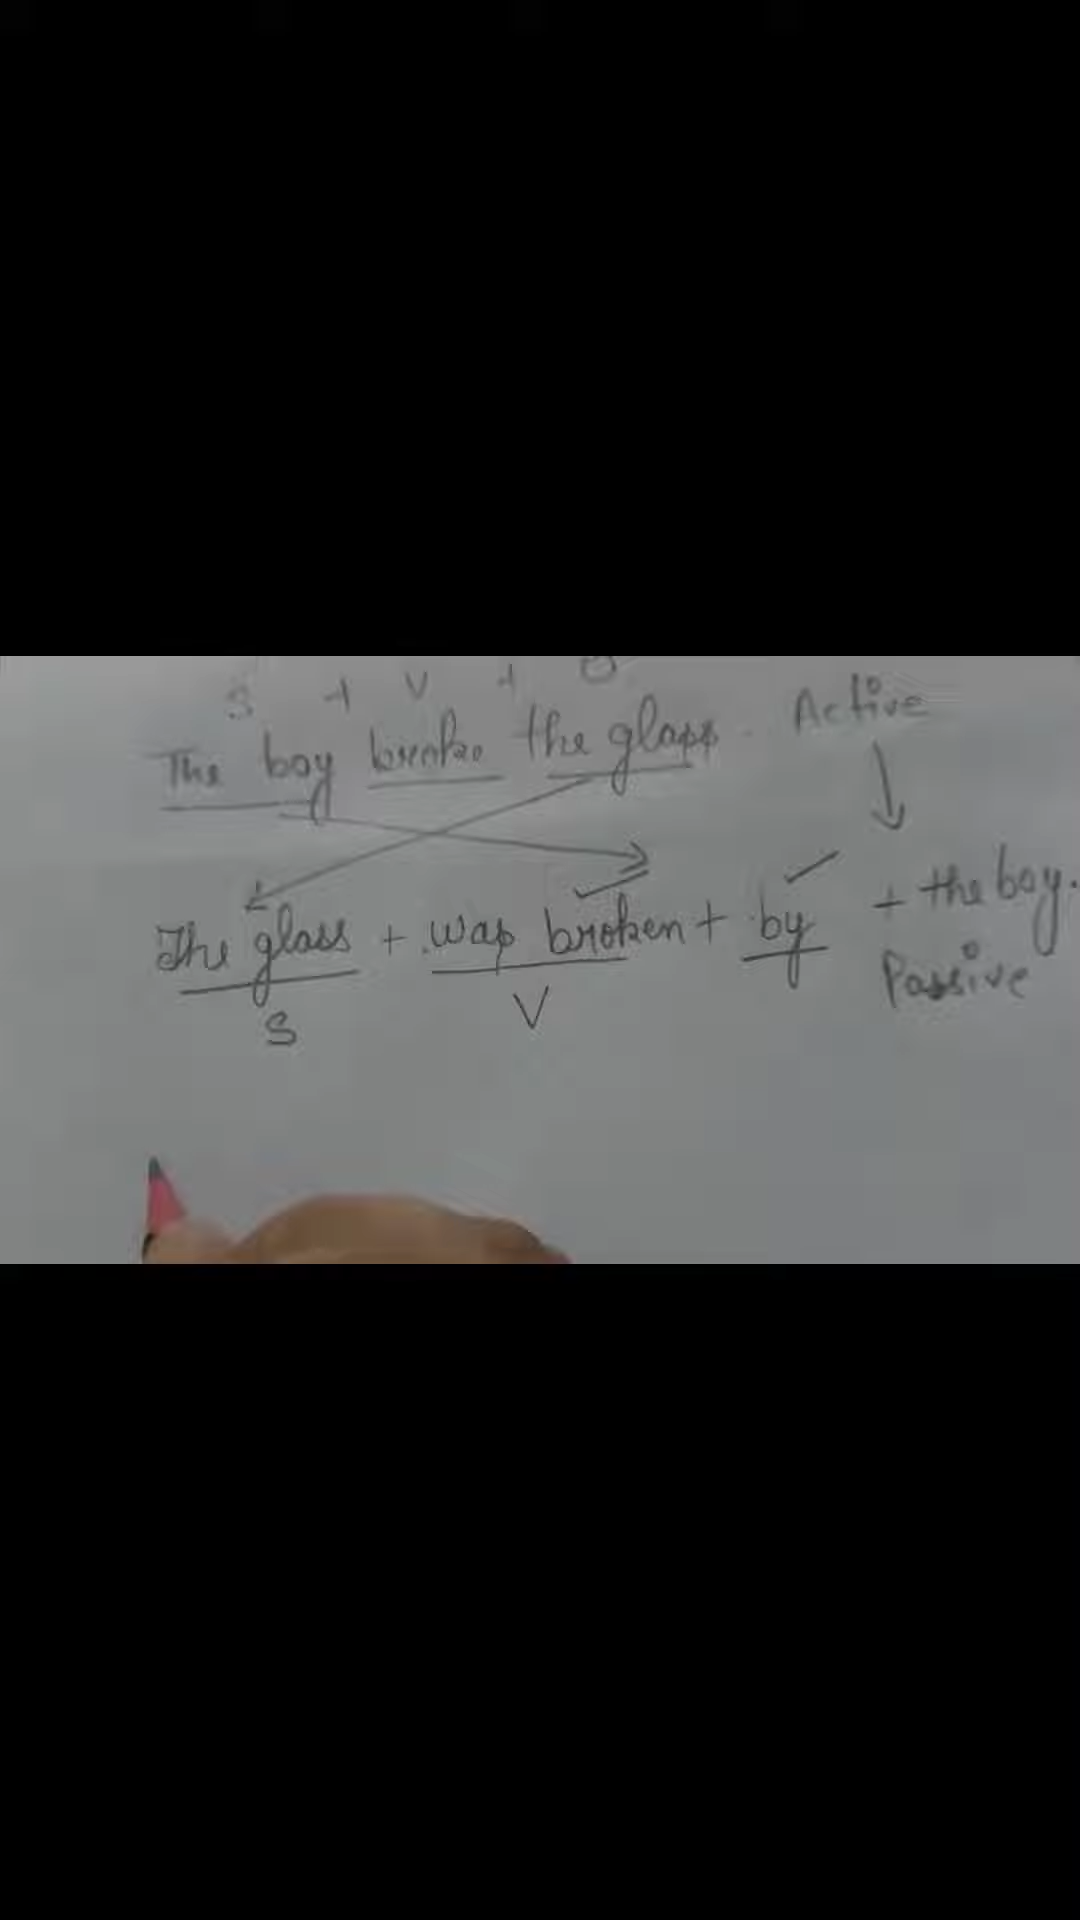 S + V + O
The boy broke the glass. Active
The glass + was broken + by + the boy.
Passive
S V